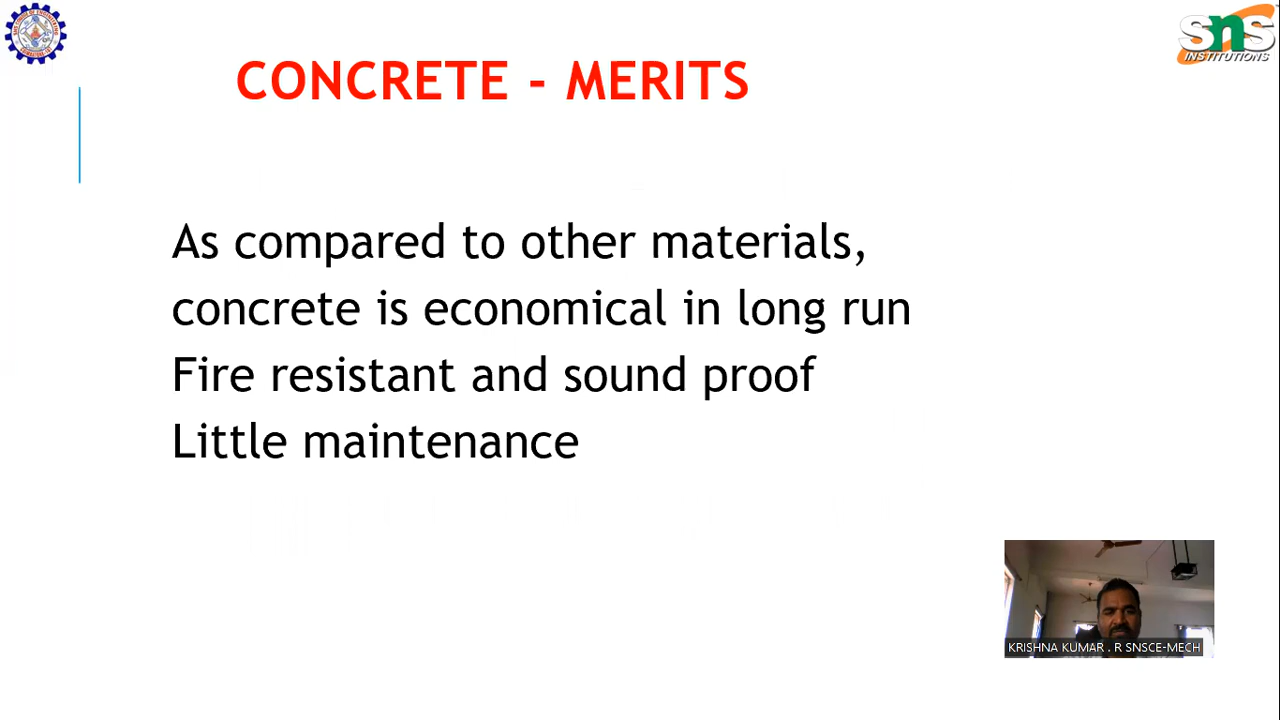 sns
INSTITUTIONS
CONCRETE - MERITS
As compared to other materials,
concrete is economical in long run
Fire resistant and sound proof
Little maintenance
KRISHNA KUMAR . R SNSCE-MECH